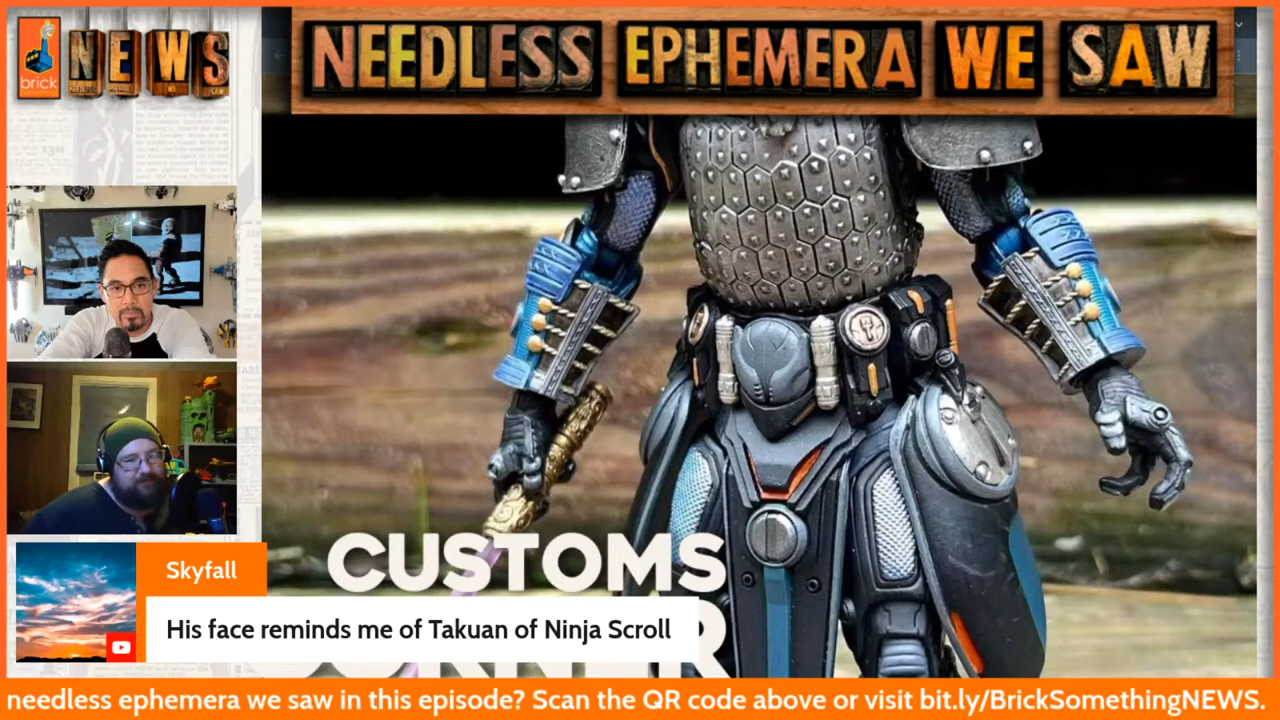 brick
NEWS
NEEDLESS EPHEMERA WE SAW
CUSTOMS
Skyfall
His face reminds me of Takuan of Ninja Scroll
needless ephemera we saw in this episode? Scan the QR code above or visit bit.ly/BrickSomethingNEWS.